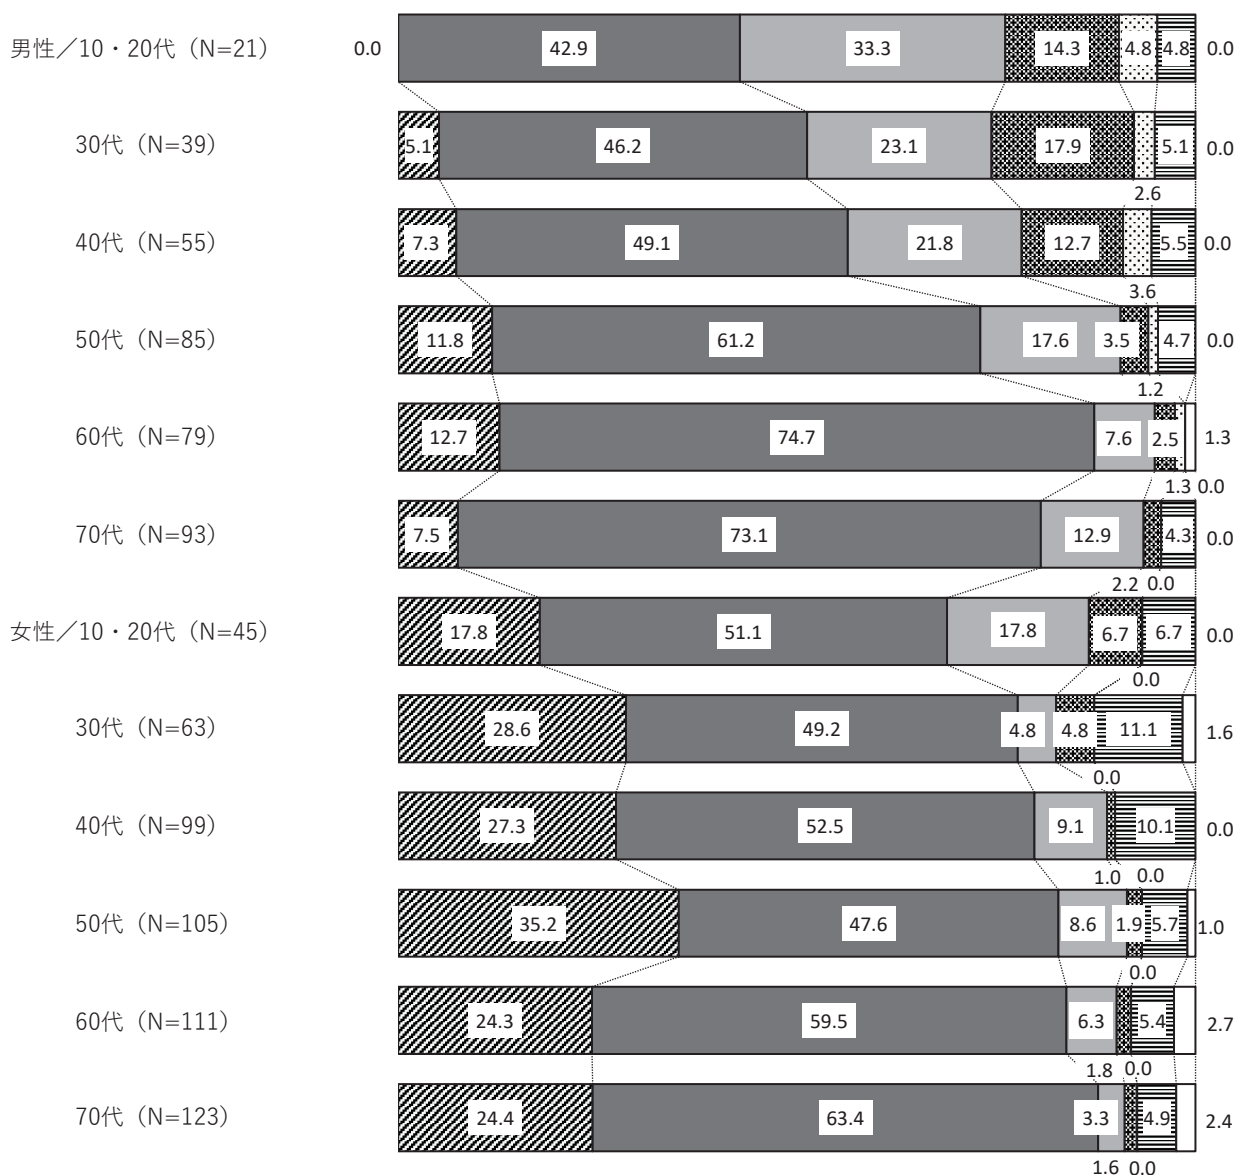 男性／10・20代（N=21） 0.0 42.9 33.3 14.3 4.8 4.8 0.0
30代（N=39） 5.1 46.2 23.1 17.9 5.1 0.0
2.6
40代（N=55） 7.3 49.1 21.8 12.7 5.5 0.0
3.6
50代（N=85） 11.8 61.2 17.6 3.5 4.7 0.0
1.2
60代（N=79） 12.7 74.7 7.6 2.5 1.3
1.3 0.0
70代（N=93） 7.5 73.1 12.9 4.3 0.0
2.2 0.0
女性／10・20代（N=45） 17.8 51.1 17.8 6.7 6.7 0.0
0.0
30代（N=63） 28.6 49.2 4.8 4.8 11.1 1.6
0.0
40代（N=99） 27.3 52.5 9.1 10.1 0.0
1.0 0.0
50代（N=105） 35.2 47.6 8.6 1.9 5.7 1.0
0.0
60代（N=111） 24.3 59.5 6.3 5.4 2.7
1.8 0.0
70代（N=123） 24.4 63.4 3.3 4.9 2.4
1.6 0.0